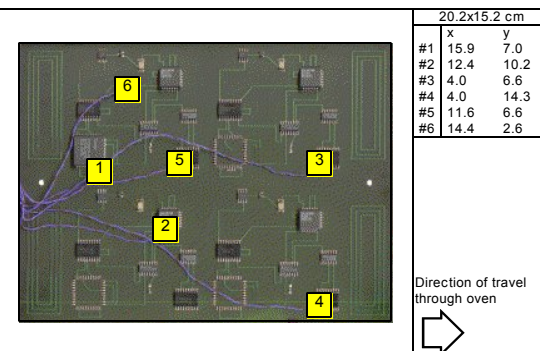 20.2x15.2 cm
x y
#1 15.9 7.0
#2 12.4 10.2
#3 4.0 6.6
#4 4.0 14.3
#5 11.6 6.6
#6 14.4 2.6
6
1
5
3
2
4
Direction of travel
through oven